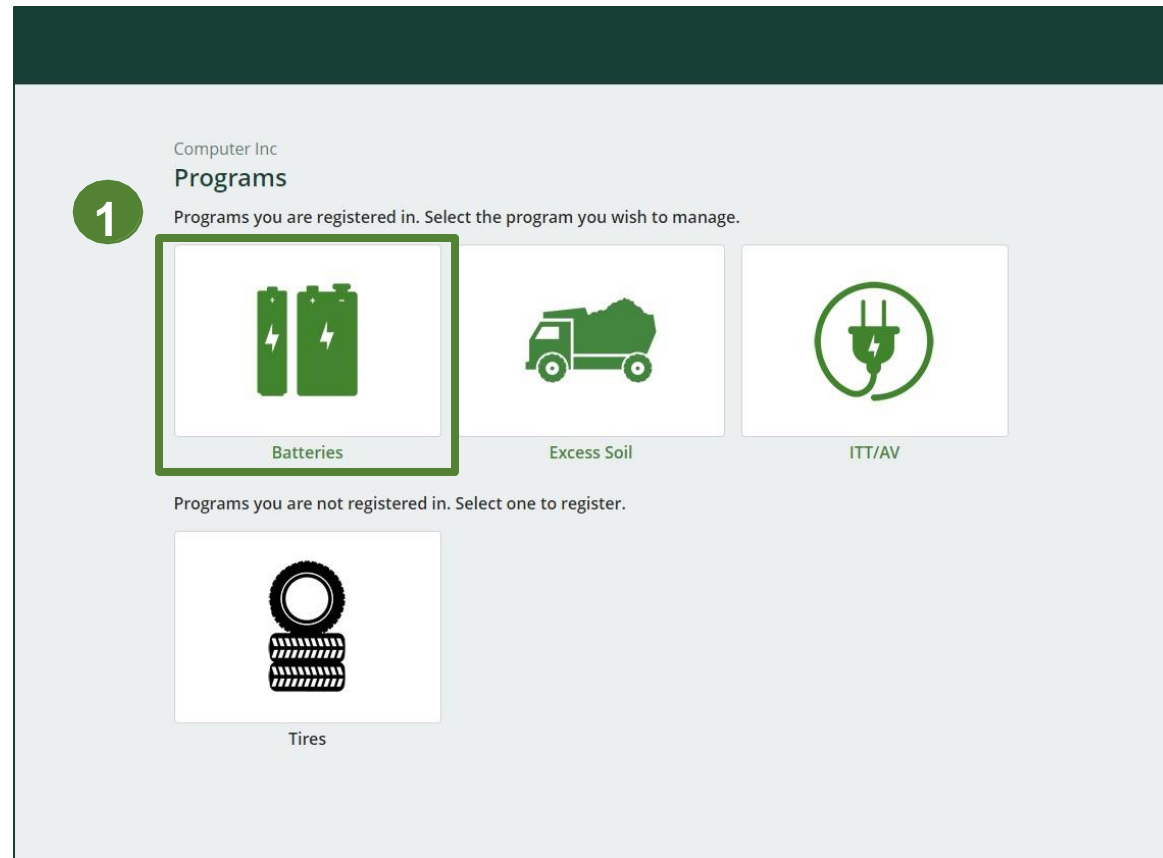 Computer Inc
Programs
1
Programs you are registered in. Select the program you wish to manage.
Batteries
Excess Soil
ITT/AV
Programs you are not registered in. Select one to register.
Tires